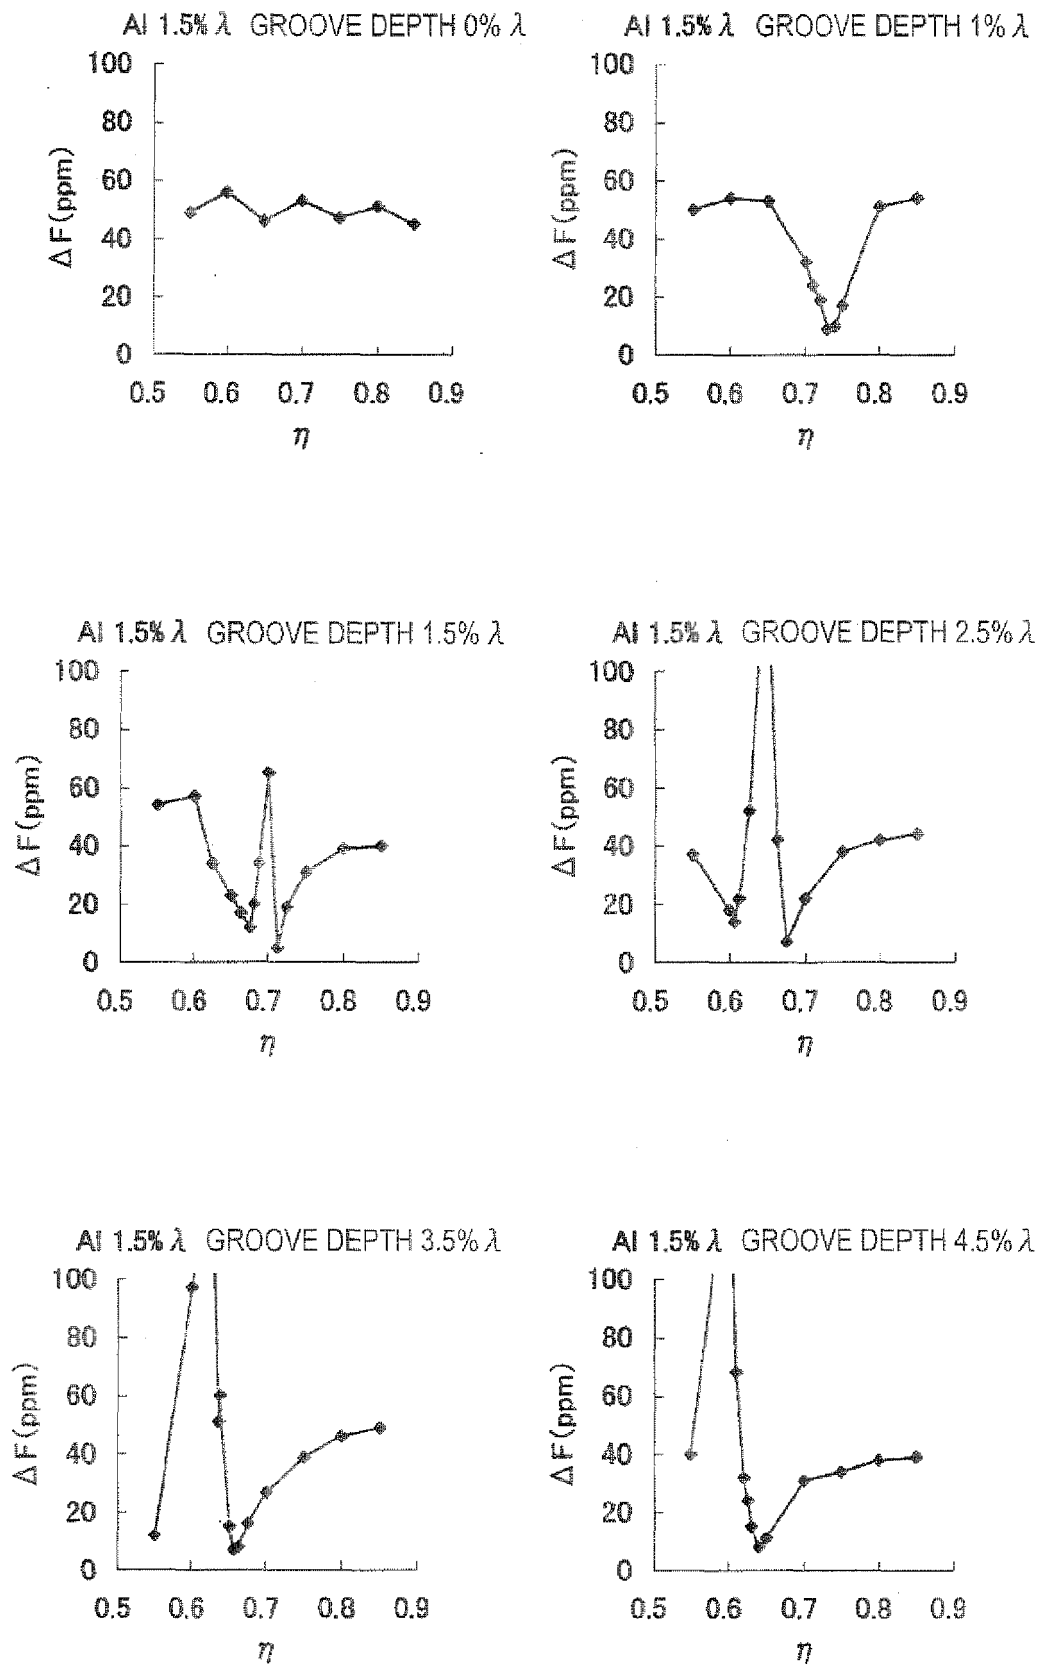 Al 1.5% λ GROOVE DEPTH 0% λ
100
80
60
40
20
0
ΔF(ppm)
0.5 0.6 0.7 0.8 0.9
η
Al 1.5% λ GROOVE DEPTH 1% λ
100
80
60
40
20
0
ΔF(ppm)
0.5 0.6 0.7 0.8 0.9
η
Al 1.5% λ GROOVE DEPTH 1.5% λ
100
80
60
40
20
0
ΔF(ppm)
0.5 0.6 0.7 0.8 0.9
η
Al 1.5% λ GROOVE DEPTH 2.5% λ
100
80
60
40
20
0
ΔF(ppm)
0.5 0.6 0.7 0.8 0.9
η
Al 1.5% λ GROOVE DEPTH 3.5% λ
100
80
60
40
20
0
ΔF(ppm)
0.5 0.6 0.7 0.8 0.9
η
Al 1.5% λ GROOVE DEPTH 4.5% λ
100
80
60
40
20
0
ΔF(ppm)
0.5 0.6 0.7 0.8 0.9
η